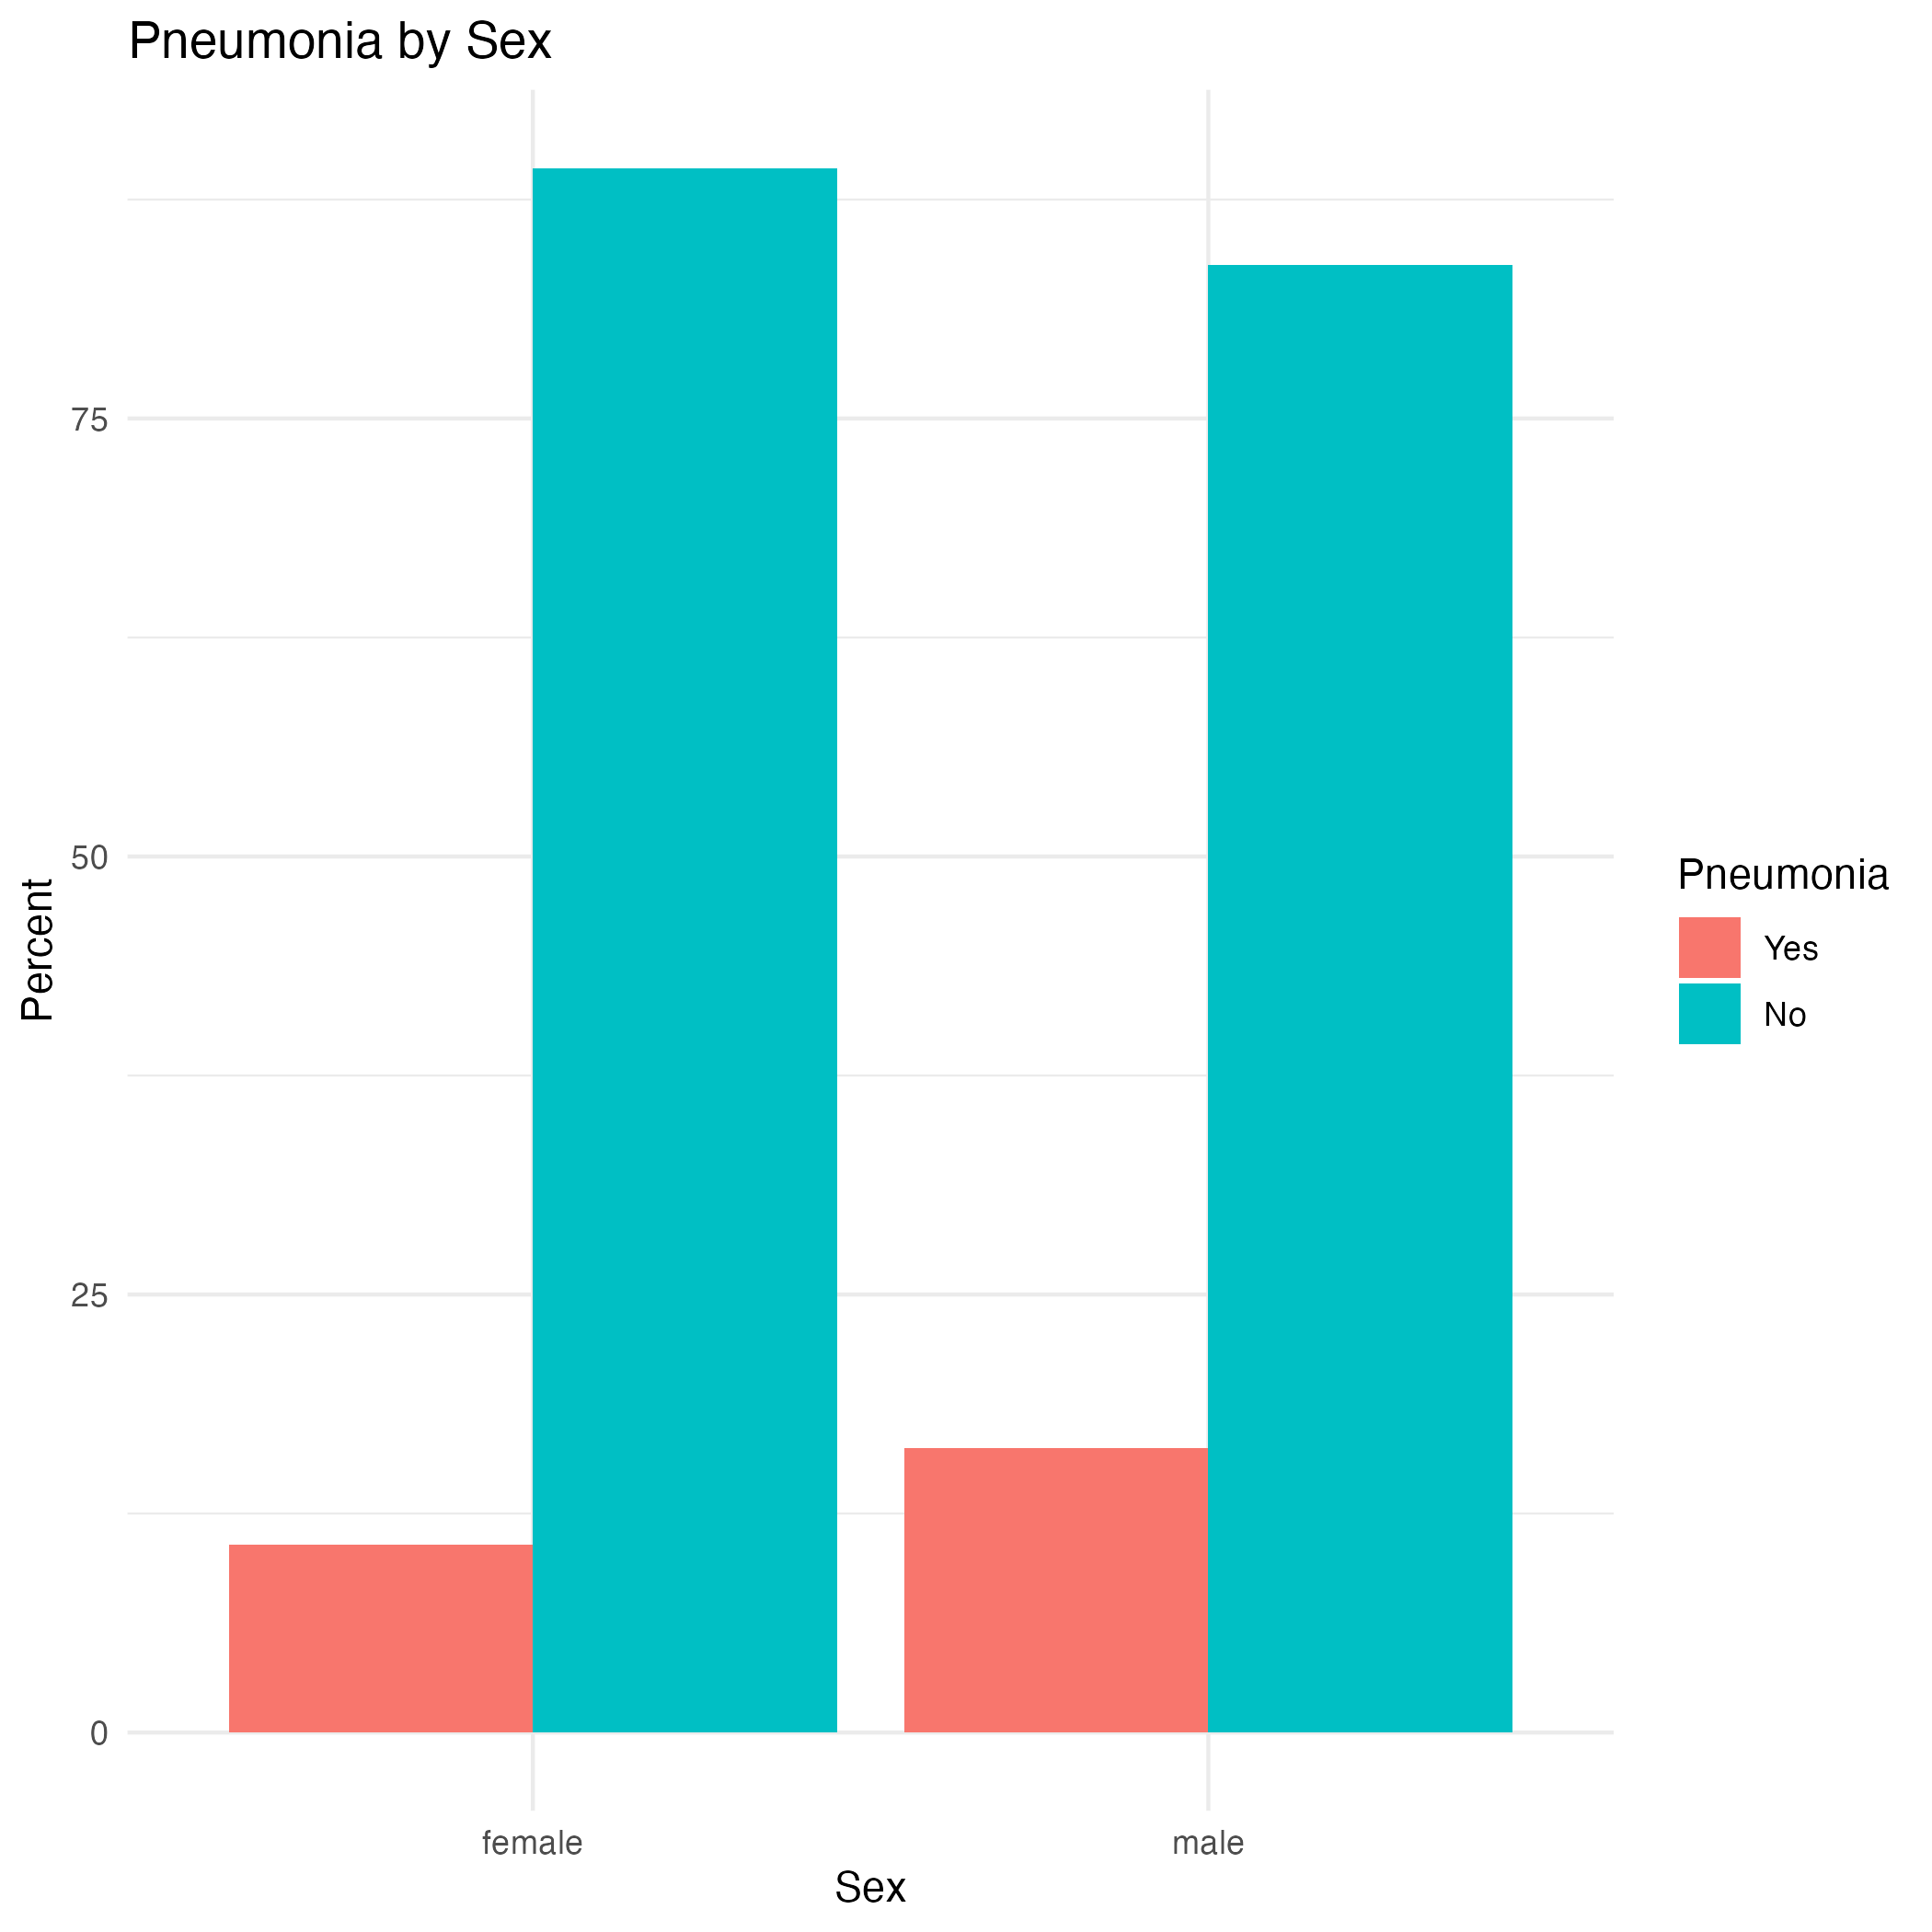 Pneumonia by Sex
Percent
75
50
25
0
female
male
Sex
Pneumonia
Yes
No